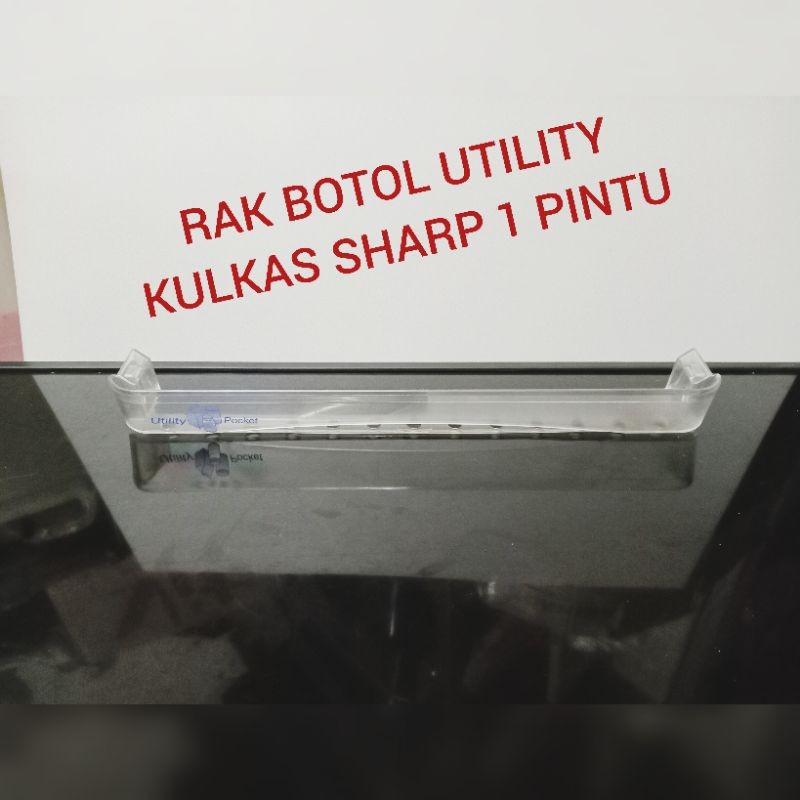 RAK BOTOL UTILITY
KULKAS SHARP 1 PINTU
Utility Pocket